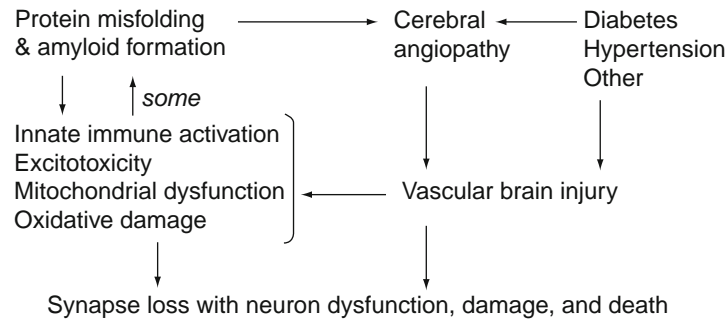 Protein misfolding
& amyloid formation
Cerebral
angiopathy
Diabetes
Hypertension
Other
some
Innate immune activation
Excitotoxicity
Mitochondrial dysfunction
Oxidative damage
Vascular brain injury
Synapse loss with neuron dysfunction, damage, and death